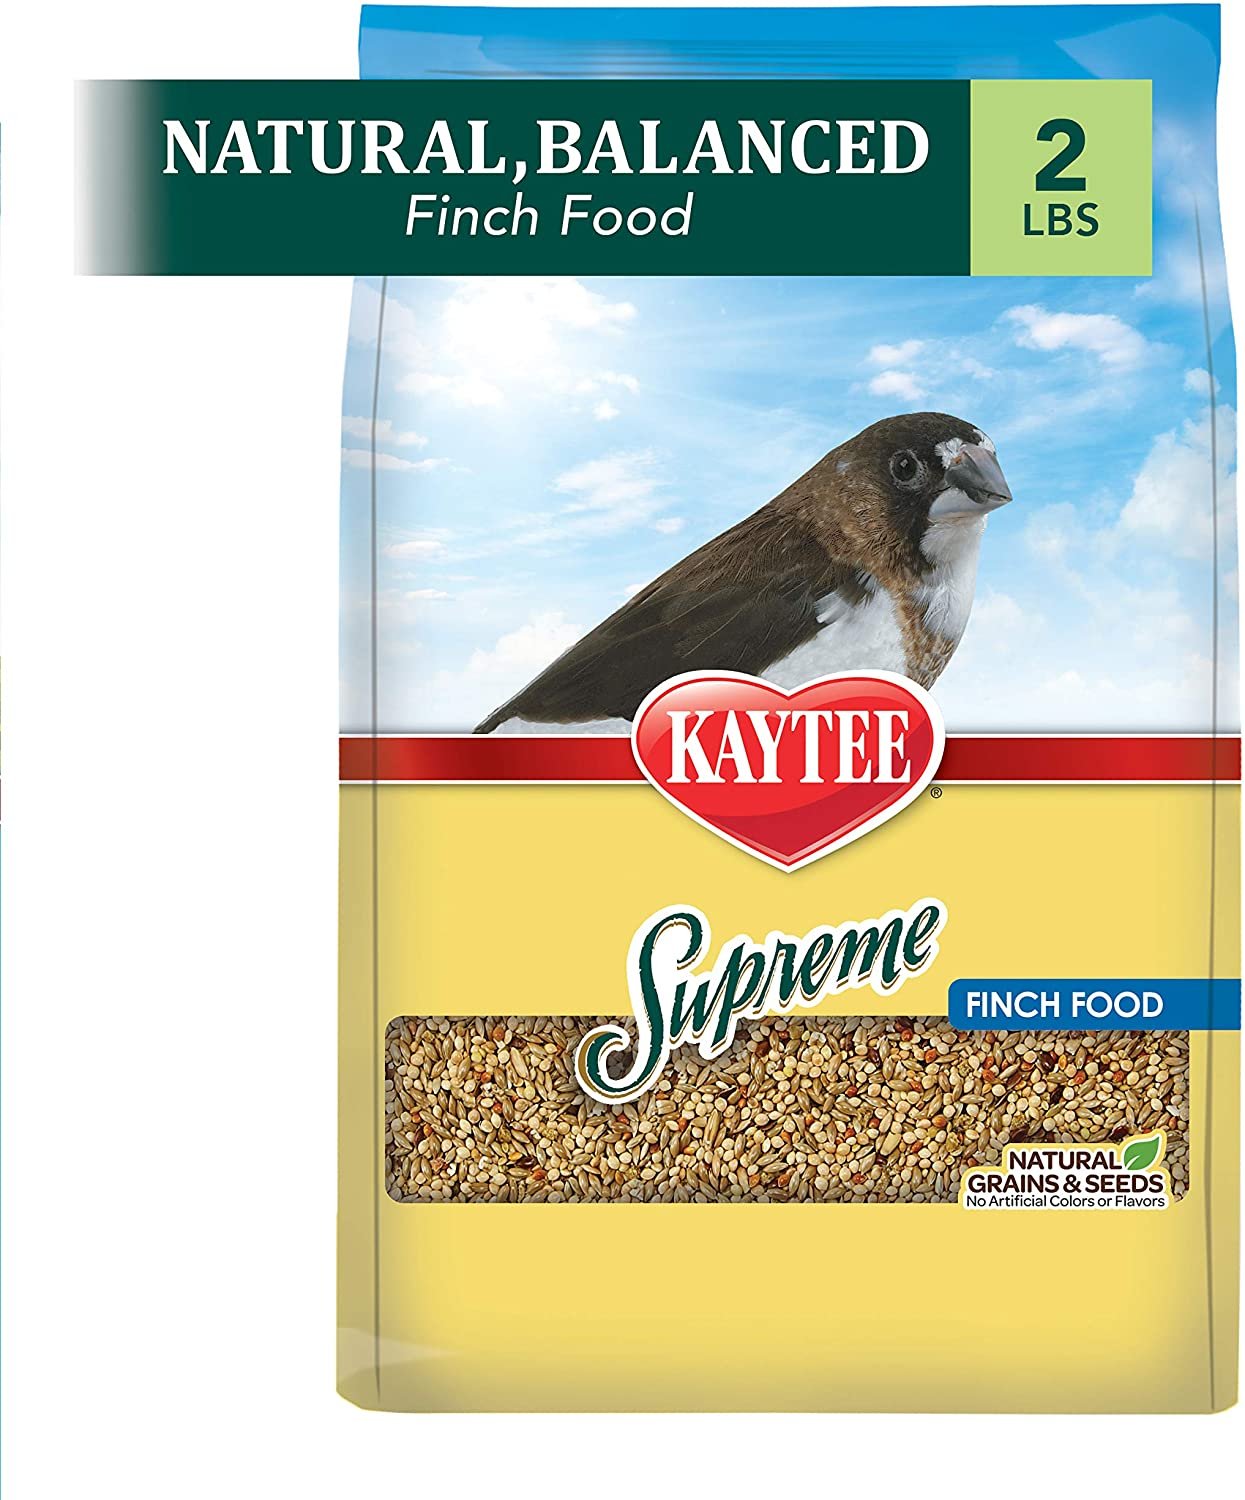 NATURAL, BALANCED
Finch Food
2
LBS
KAYTEE
®
Supreme
FINCH FOOD
NATURAL
GRAINS & SEEDS
No Artificial Colors or Flavors